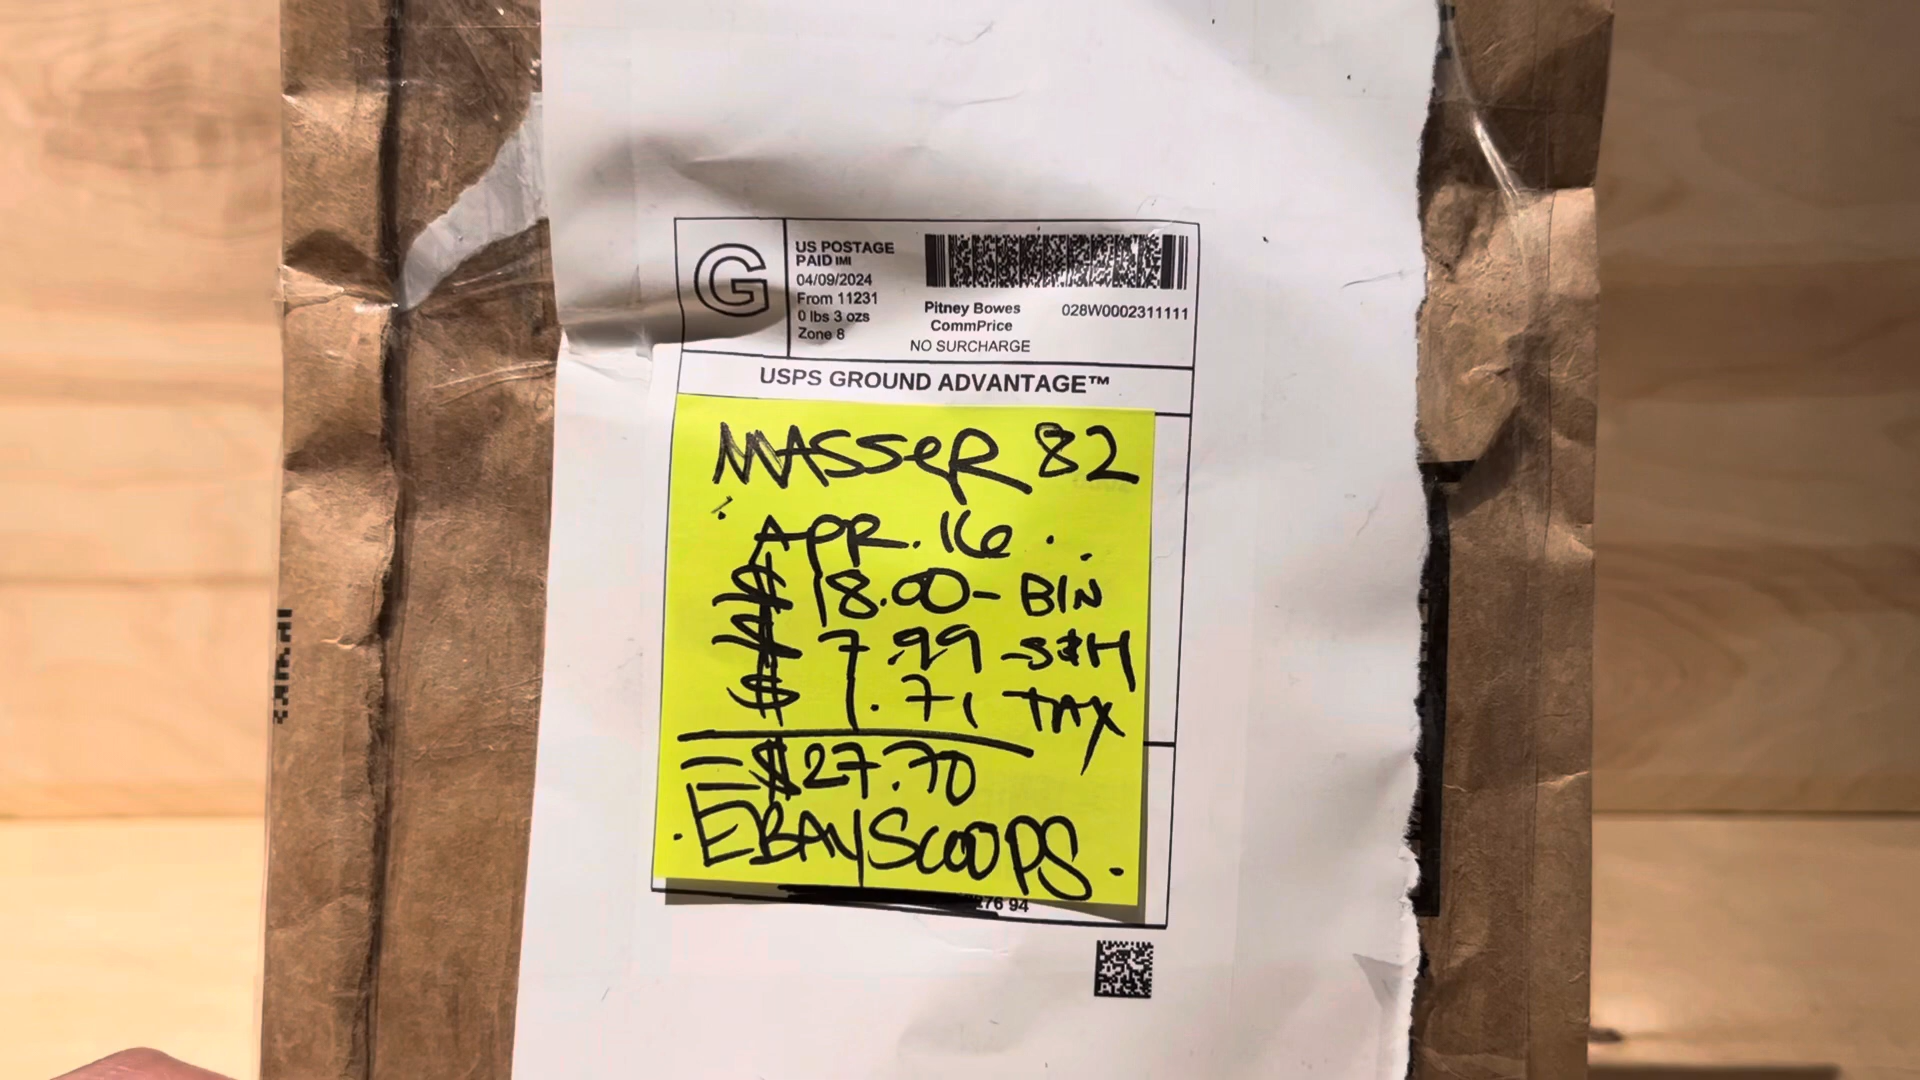 G
US POSTAGE
PAID IMI
04/09/2024
From 11231
0 lbs 3 ozs
Zone 8
Pitney Bowes
CommPrice
NO SURCHARGE
028W0002311111
USPS GROUND ADVANTAGE™
MASSeR 82
APR. 16
$ 18.00 - BIN
$ 7.99 - S&H
$ 1.71 TAX
= $27.70
EBAYSCOOPS.
276 94